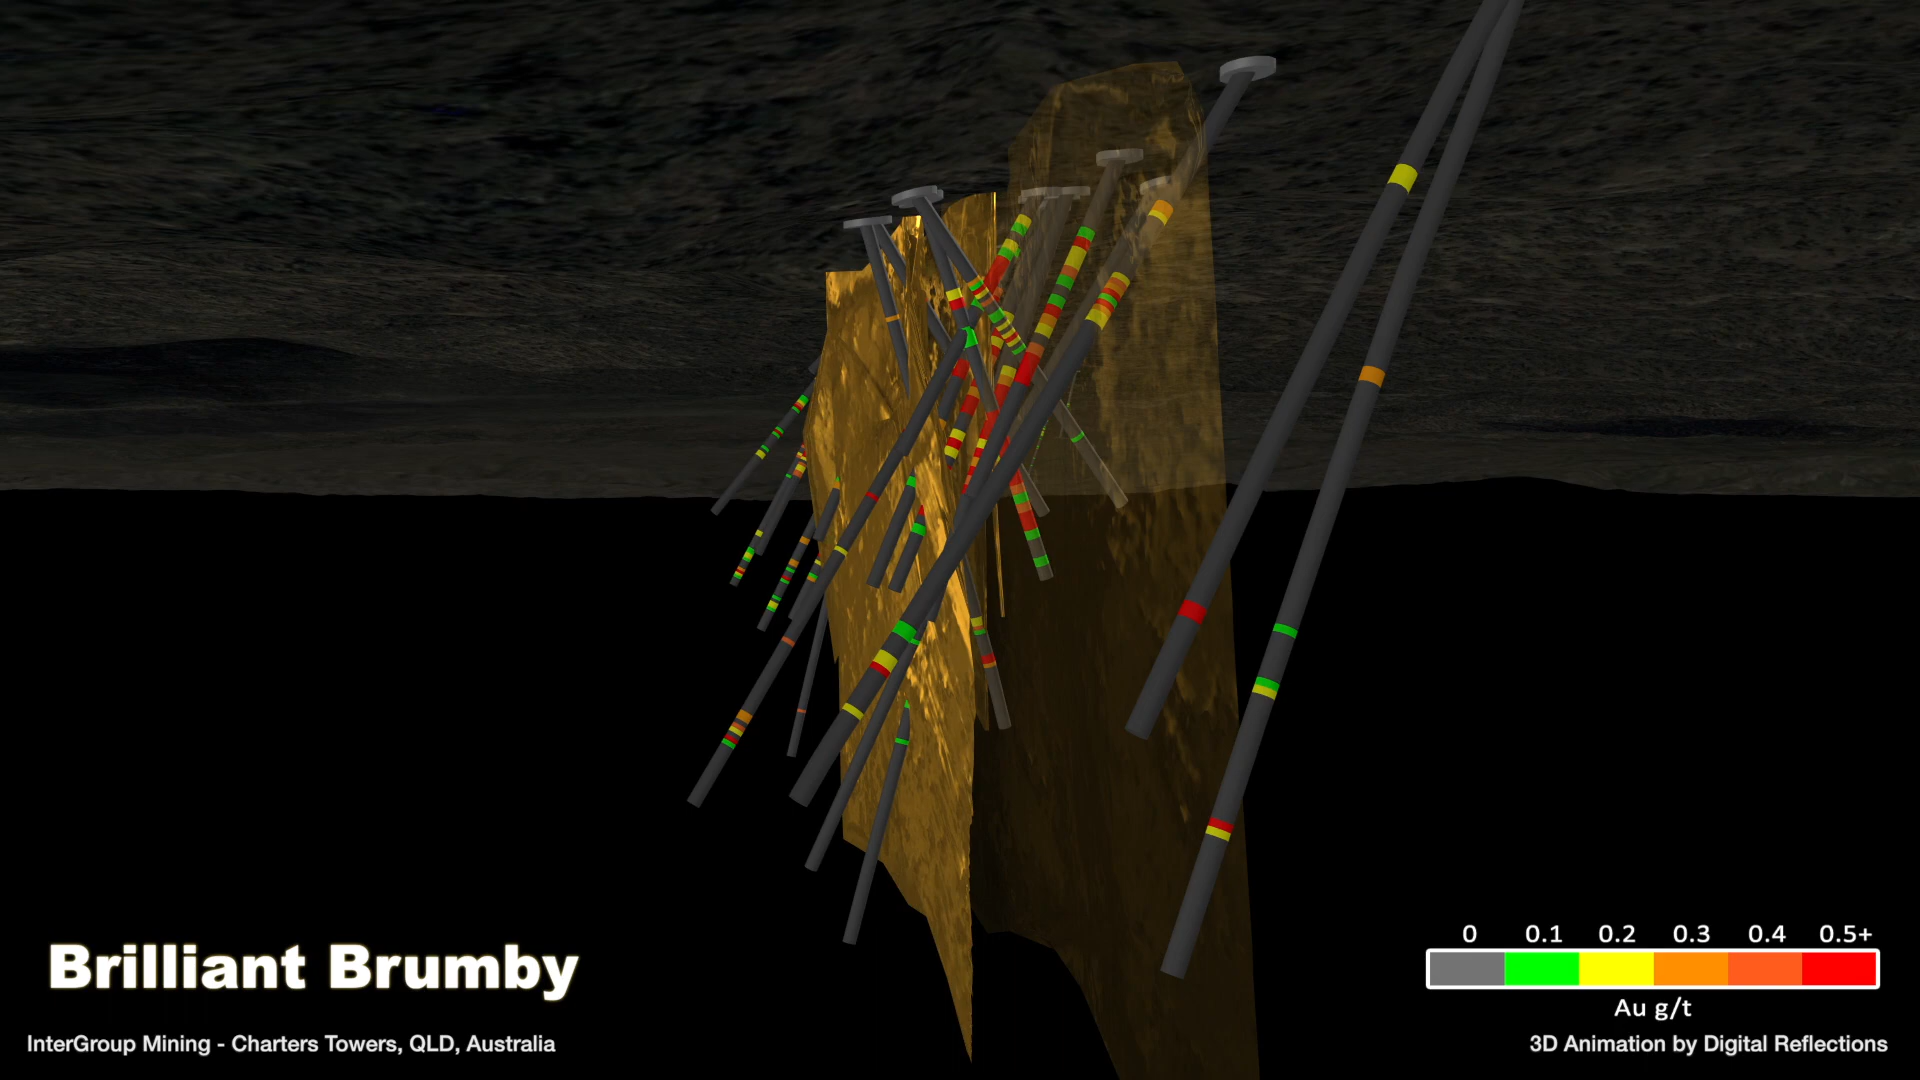 Brilliant Brumby
InterGroup Mining - Charters Towers, QLD, Australia
0 0.1 0.2 0.3 0.4 0.5+
Au g/t
3D Animation by Digital Reflections